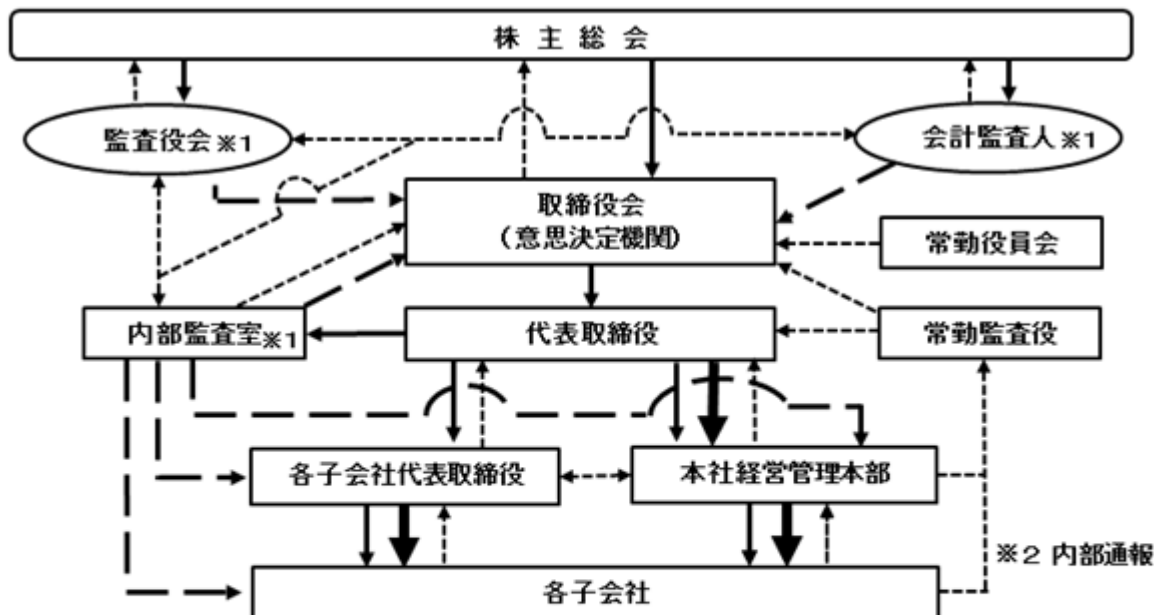 株主総会
監査役会※1
会計監査人※1
取締役会
（意思決定機関）
常勤役員会
内部監査室※1
代表取締役
常勤監査役
各子会社代表取締役
本社経営管理本部
※2 内部通報
各子会社